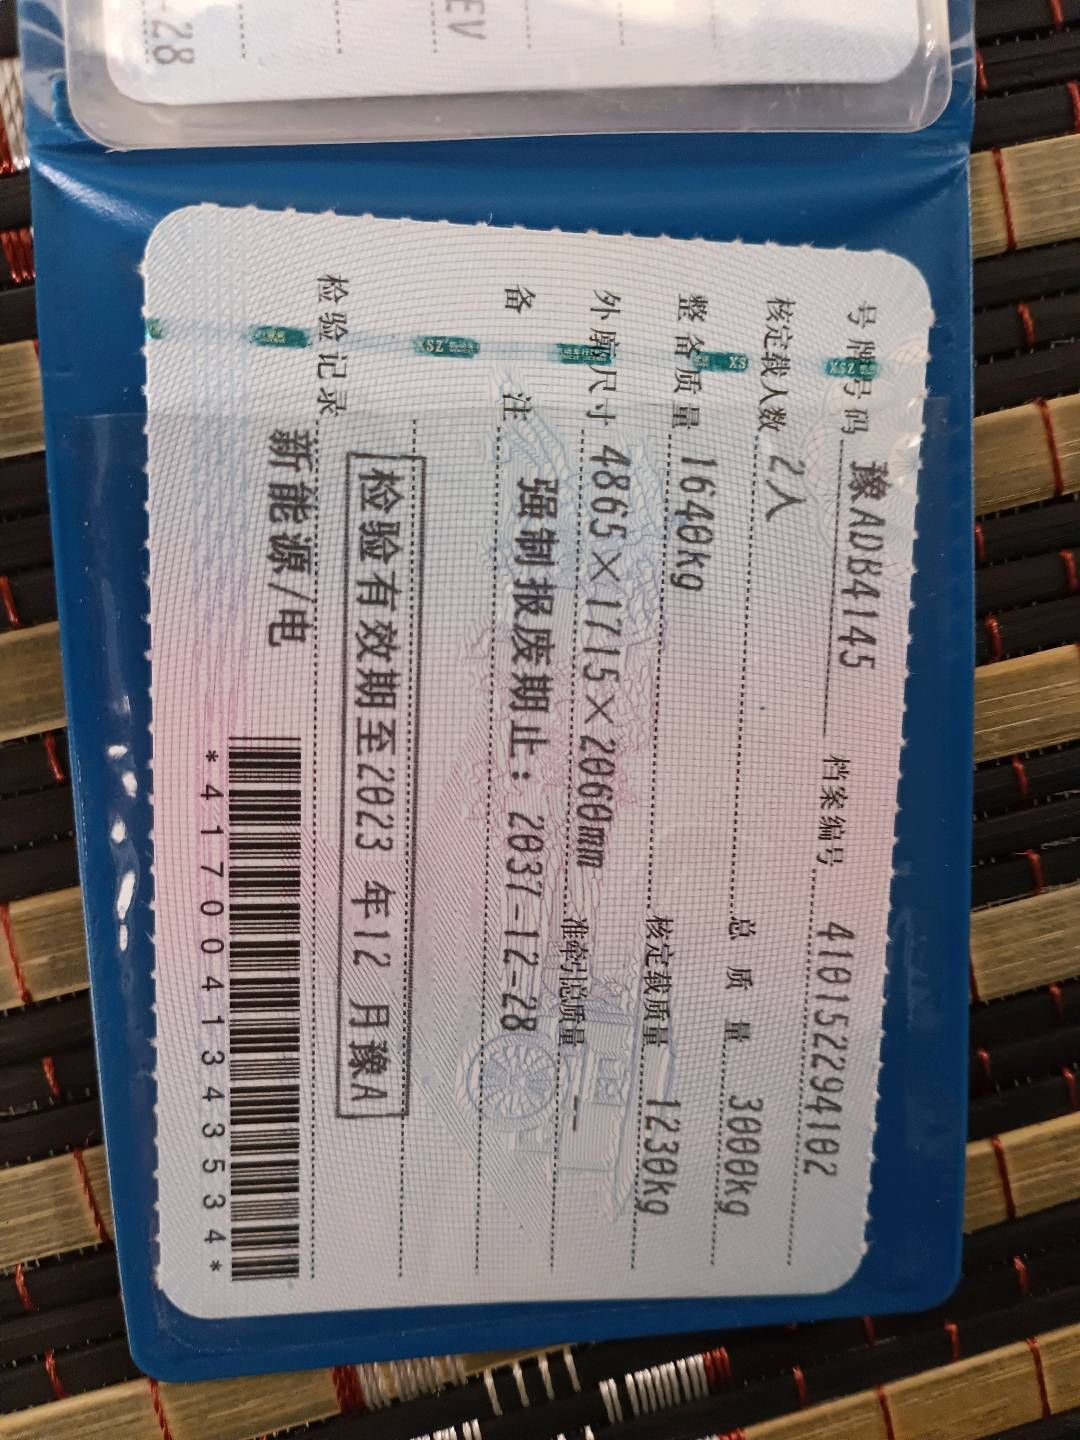 -28
EV
号牌号码 豫ADB4145 档案编号 410152294102
核定载人数 2人 总质量 3000kg
整备质量 1640kg 核定载质量 1230kg
外廓尺寸 4865×1715×2060mm 准牵引总质量 --
备注 强制报废期止：2037-12-28
检验有效期至2023年12月豫A
检验记录
新能源/电
*4170041343534*